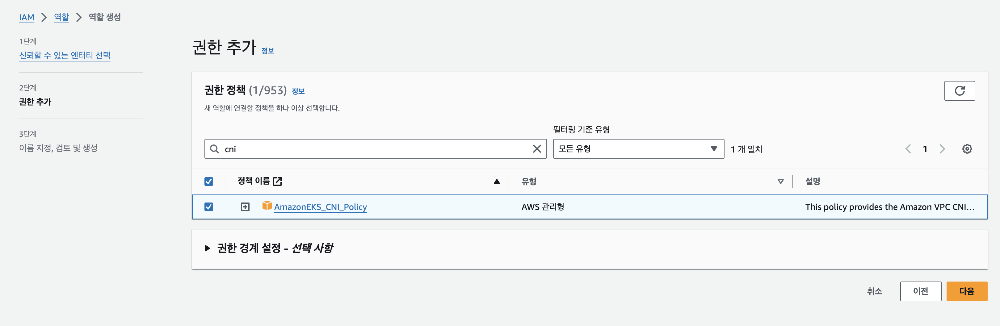 IAM > 역할 > 역할 생성
1단계
신뢰할 수 있는 엔터티 선택
2단계
권한 추가
3단계
이름 지정, 검토 및 생성
권한 추가 정보
권한 정책 (1/953) 정보
새 역할에 연결할 정책을 하나 이상 선택합니다.
필터링 기준 유형
cni
모든 유형
1 개 일치
1
정책 이름
유형
설명
AmazonEKS_CNI_Policy
AWS 관리형
This policy provides the Amazon VPC CNI...
권한 경계 설정 - 선택 사항
취소
이전
다음